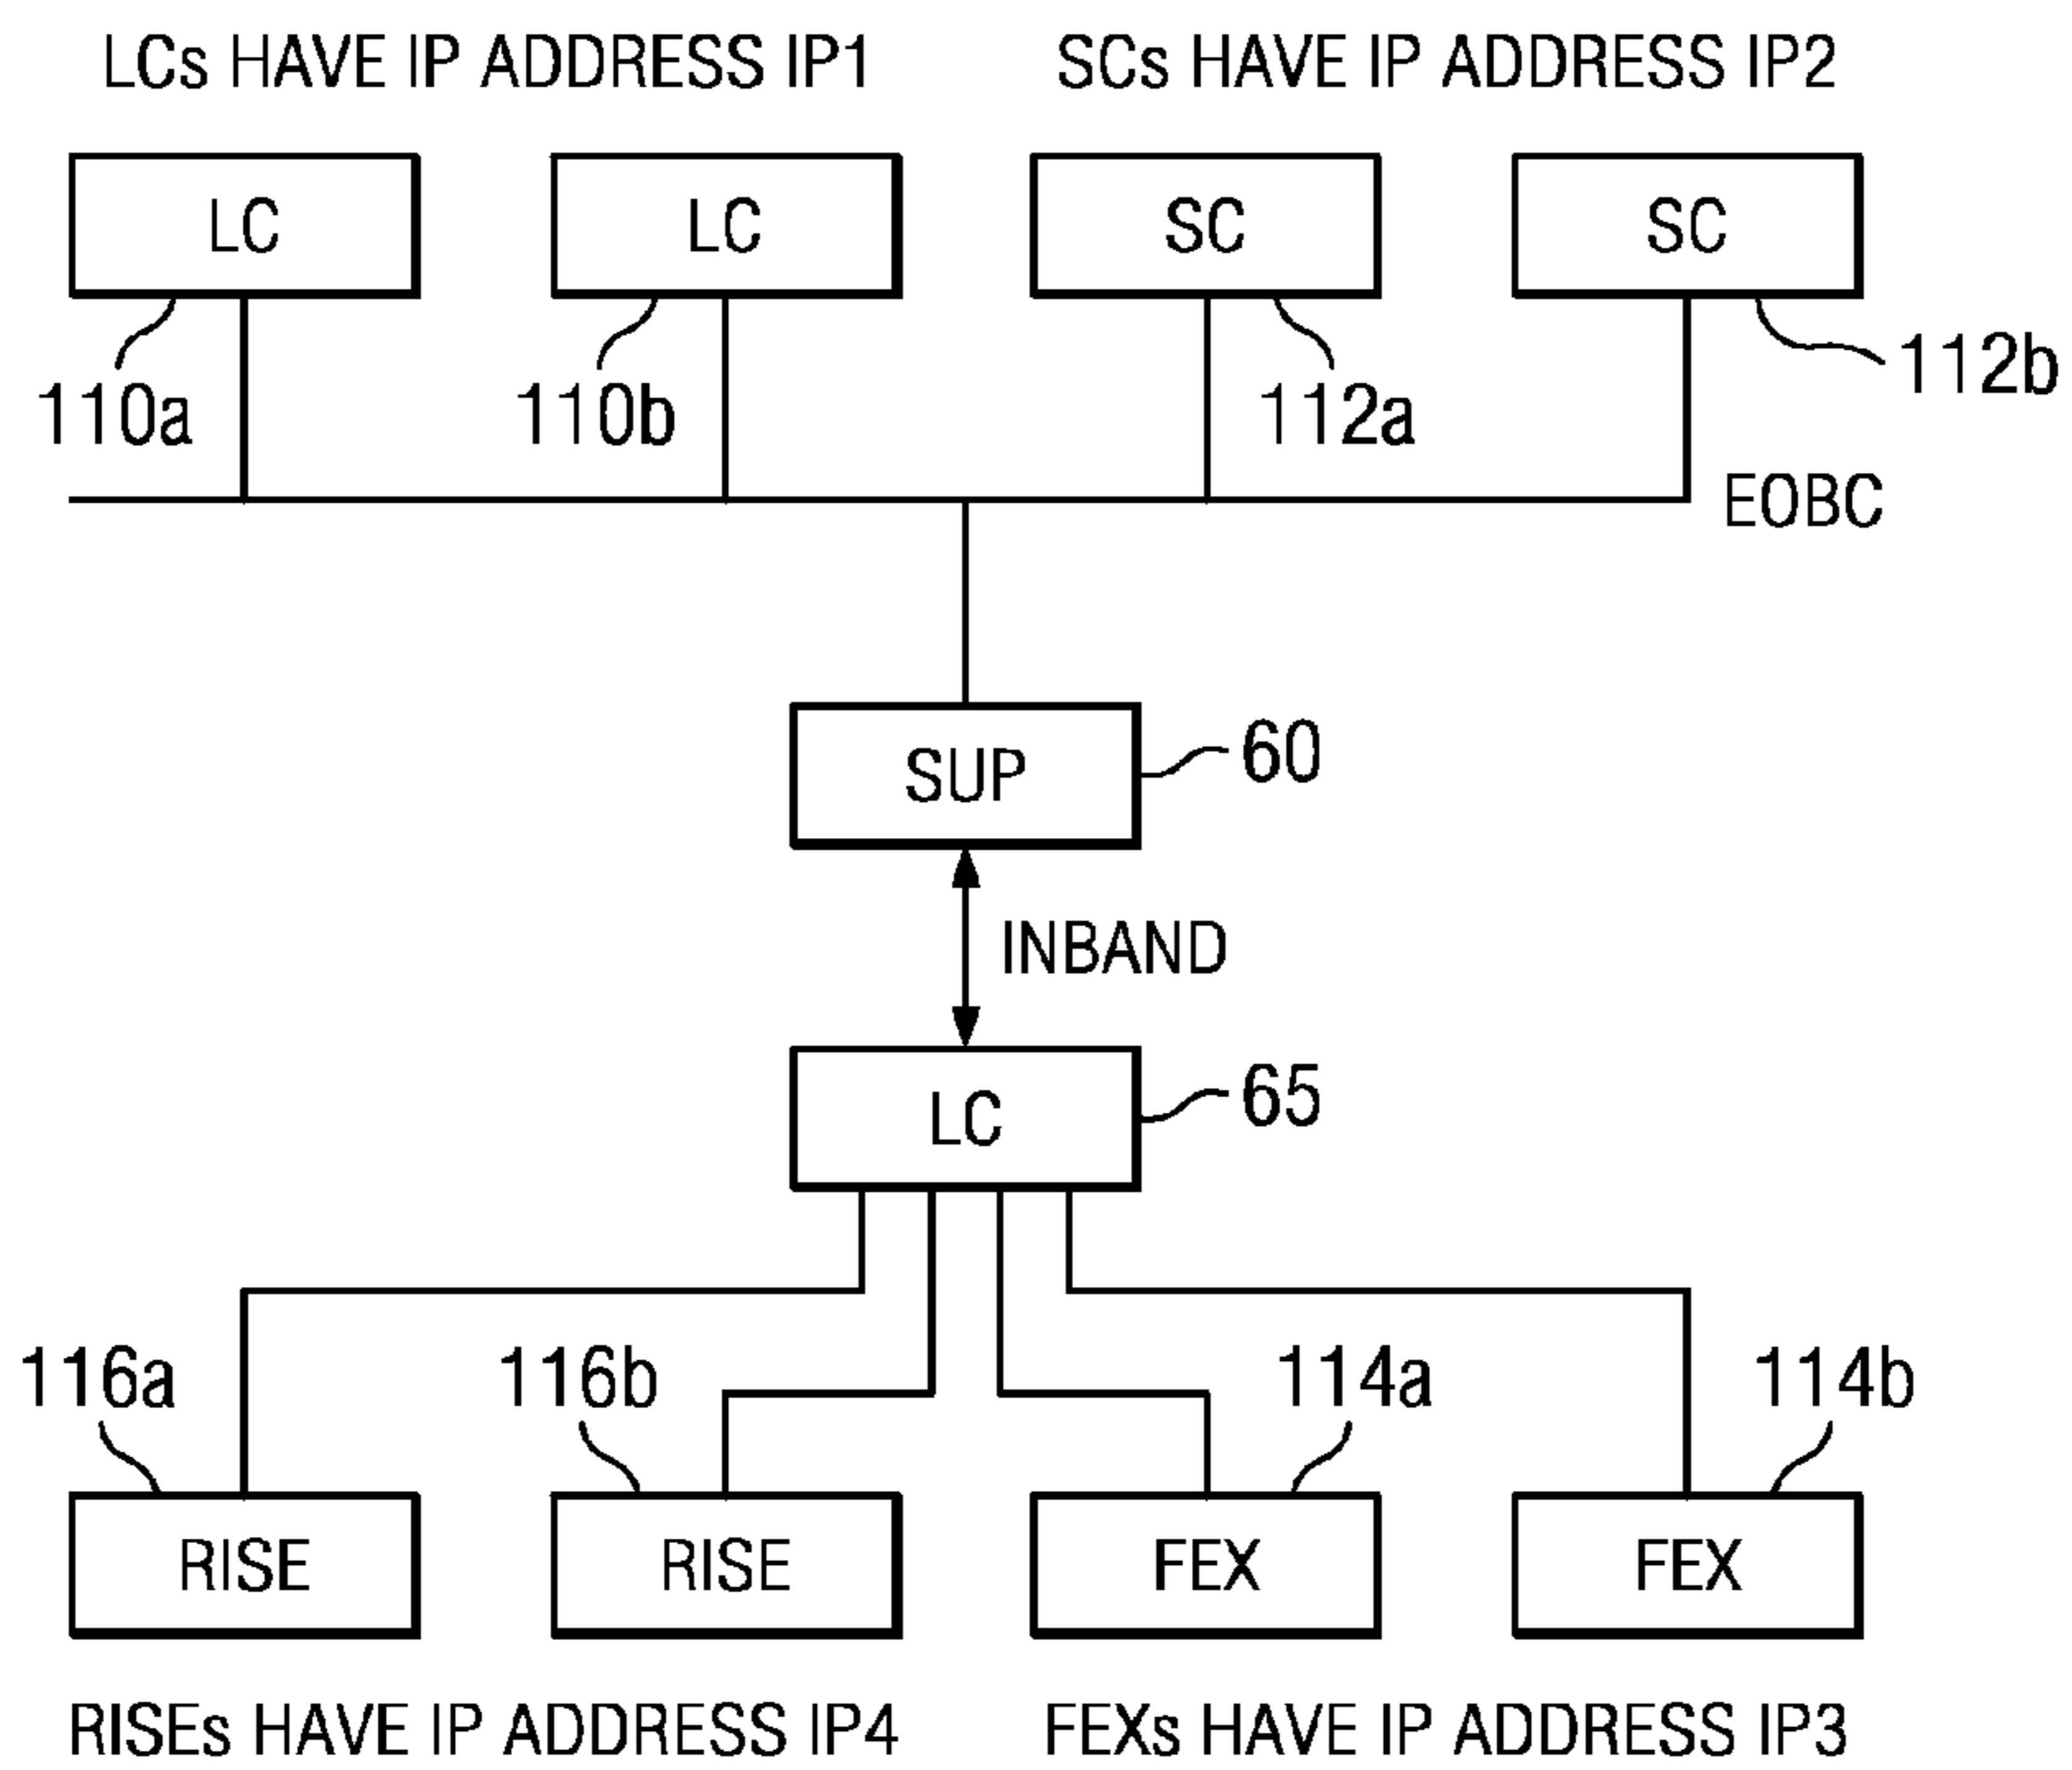 LCs HAVE IP ADDRESS IP1
SCs HAVE IP ADDRESS IP2
LC
LC
SC
SC
110a
110b
112a
112b
EOBC
SUP
60
INBAND
LC
65
116a
116b
114a
114b
RISE
RISE
FEX
FEX
RISEs HAVE IP ADDRESS IP4
FEXs HAVE IP ADDRESS IP3